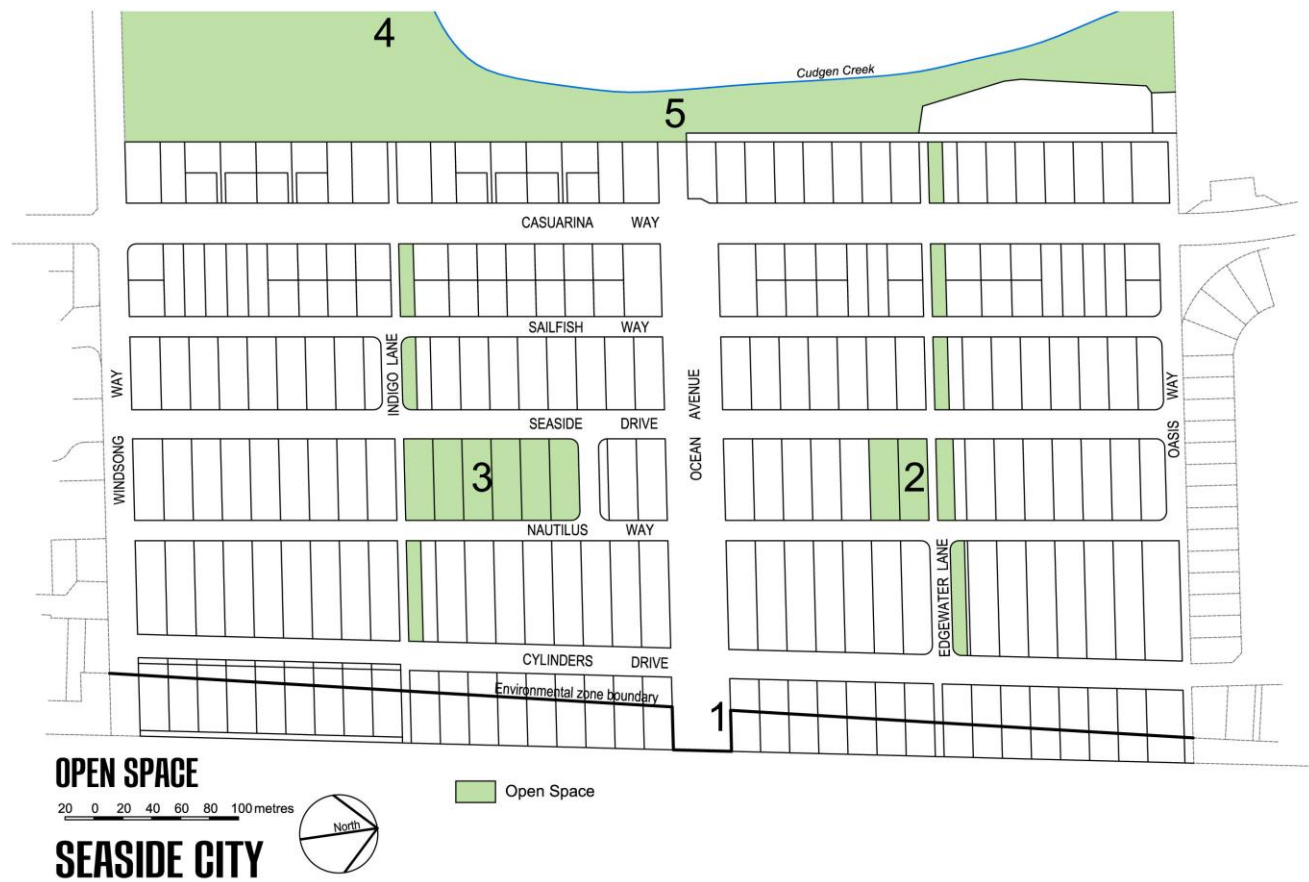 4
Cudgen Creek
5
CASUARINA WAY
SAILFISH WAY
INDIGO LANE
WINDSONG WAY
OCEAN AVENUE
OASIS WAY
SEASIDE DRIVE
3
2
NAUTILUS WAY
EDGEWATER LANE
CYLINDERS DRIVE
Environmental zone boundary
1
OPEN SPACE
20 0 20 40 60 80 100 metres
North
Open Space
SEASIDE CITY